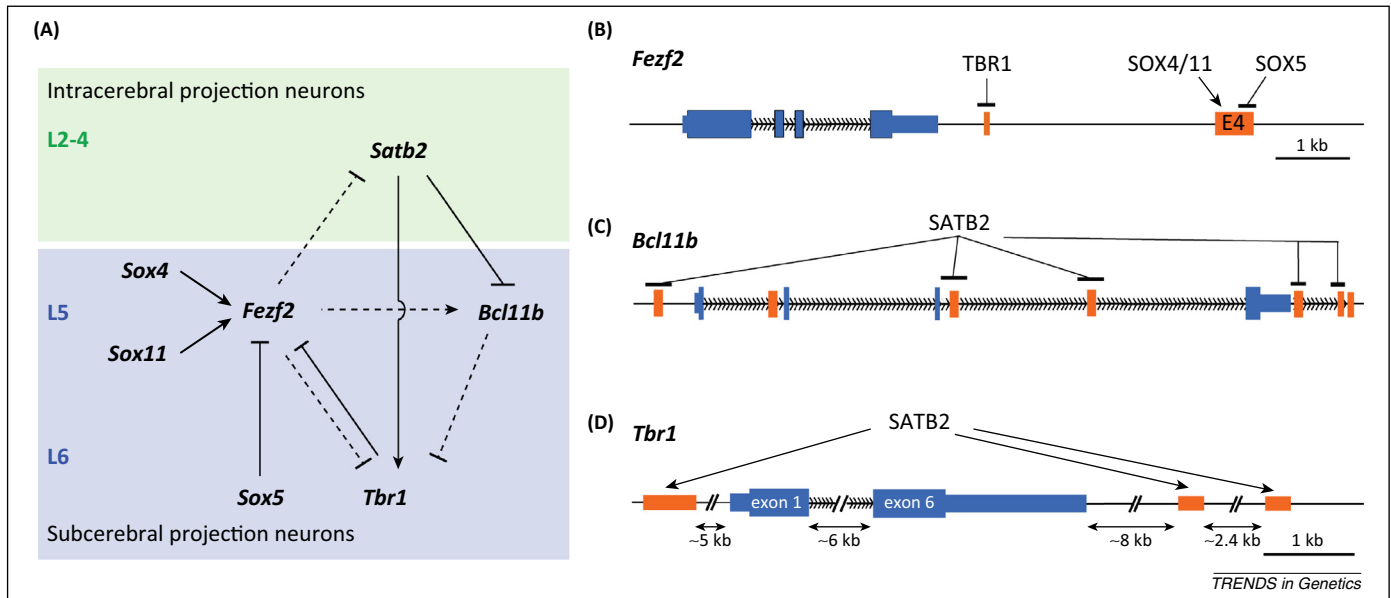 (A)
Intracerebral projection neurons
L2-4
Satb2
Sox4
L5
Fezf2
Bcl11b
Sox11
L6
Sox5
Tbr1
Subcerebral projection neurons
(B)
Fezf2
TBR1
SOX4/11
SOX5
E4
1 kb
(C)
Bcl11b
SATB2
(D)
Tbr1
SATB2
exon 1
exon 6
~5 kb
~6 kb
~8 kb
~2.4 kb
1 kb
TRENDS in Genetics